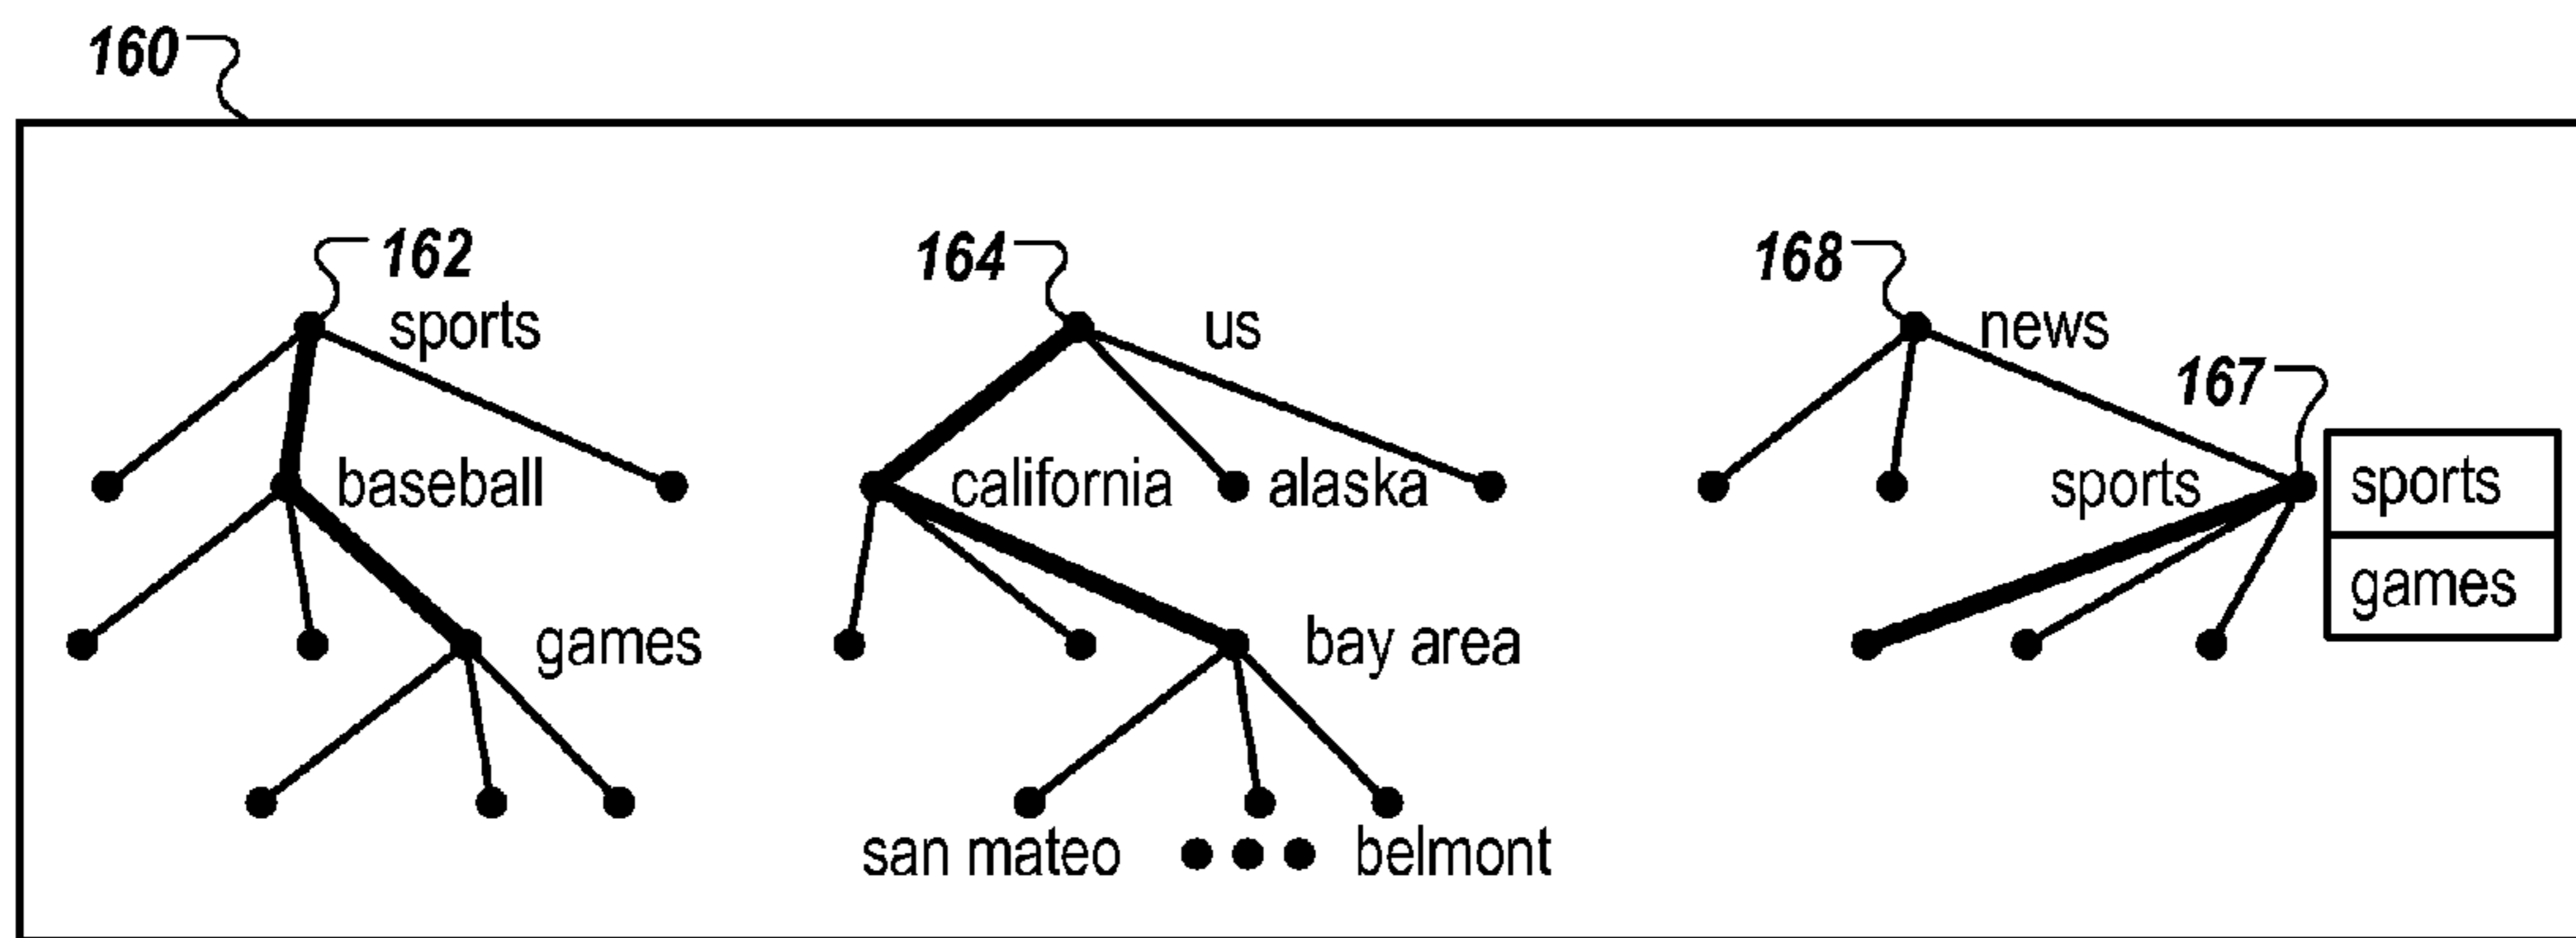 160
162
164
168
sports
us
news
167
baseball
california
alaska
sports
sports
games
games
bay area
san mateo
belmont